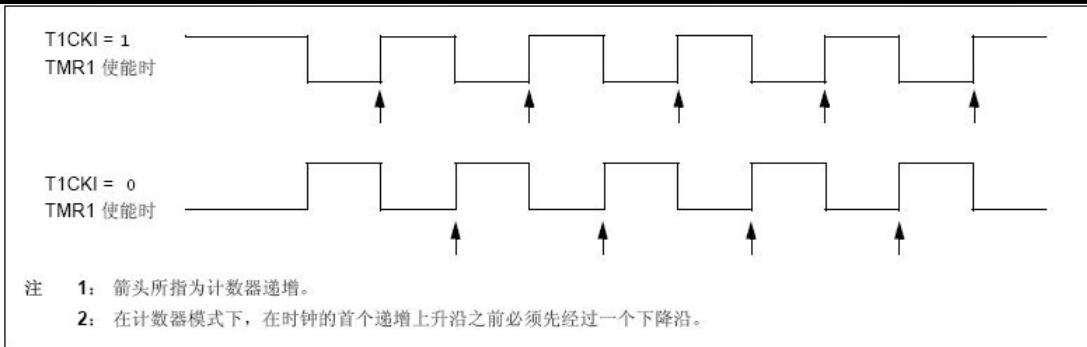 T1CKI = 1
TMR1 使能时
T1CKI = 0
TMR1 使能时
注 1： 箭头所指为计数器递增。
2： 在计数器模式下，在时钟的首个递增上升沿之前必须先经过一个下降沿。